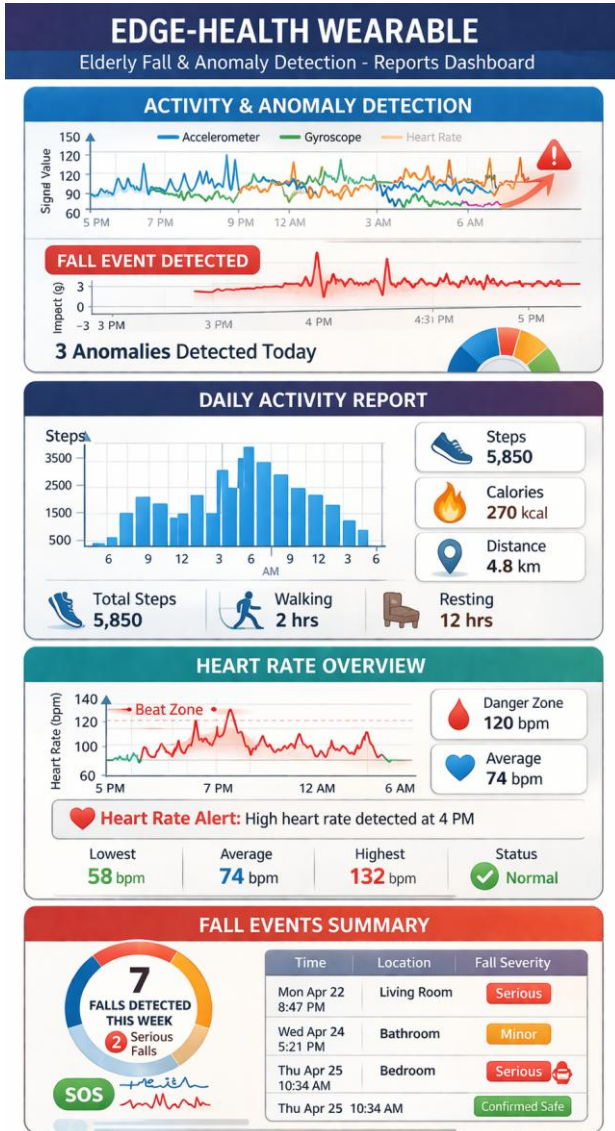 EDGE-HEALTH WEARABLE
Elderly Fall & Anomaly Detection - Reports Dashboard
ACTIVITY & ANOMALY DETECTION
Accelerometer Gyroscope Heart Rate
Signal Value
150
120
120
90
60
5 PM 7 PM 9 PM 12 AM 3 AM 6 AM
FALL EVENT DETECTED
Impact (g)
3
0
-3 3 PM 3 PM 4 PM 4:31 PM 5 PM
3 Anomalies Detected Today
DAILY ACTIVITY REPORT
Steps
3500
2500
1500
500
6 9 12 3 6 9 12 3 6
AM
Steps
5,850
Calories
270 kcal
Distance
4.8 km
Total Steps
5,850
Walking
2 hrs
Resting
12 hrs
HEART RATE OVERVIEW
Heart Rate (bpm)
140
120
100
60
Beat Zone
5 PM 7 PM 12 AM 6 AM
Danger Zone
120 bpm
Average
74 bpm
Heart Rate Alert: High heart rate detected at 4 PM
Lowest
58 bpm
Average
74 bpm
Highest
132 bpm
Status
Normal
FALL EVENTS SUMMARY
7
FALLS DETECTED
THIS WEEK
2 Serious
Falls
SOS
Time Location Fall Severity
Mon Apr 22 Living Room Serious
8:47 PM
Wed Apr 24 Bathroom Minor
5:21 PM
Thu Apr 25 Bedroom Serious
10:34 AM
Thu Apr 25 10:34 AM Confirmed Safe